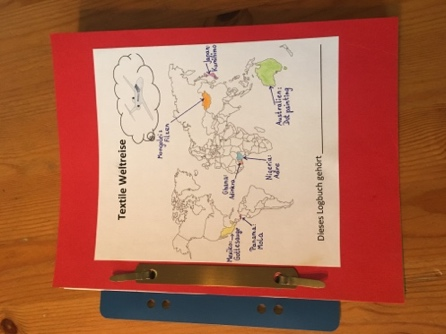 Textile Weltreise
Japan:
Kumihimo
Mongolei:
Filzen
Mexiko:
Gottesauge
Panama:
Mola
Ghana:
Adinkra
Nigeria:
Adire
Australien:
Dot painting
Dieses Logbuch gehört